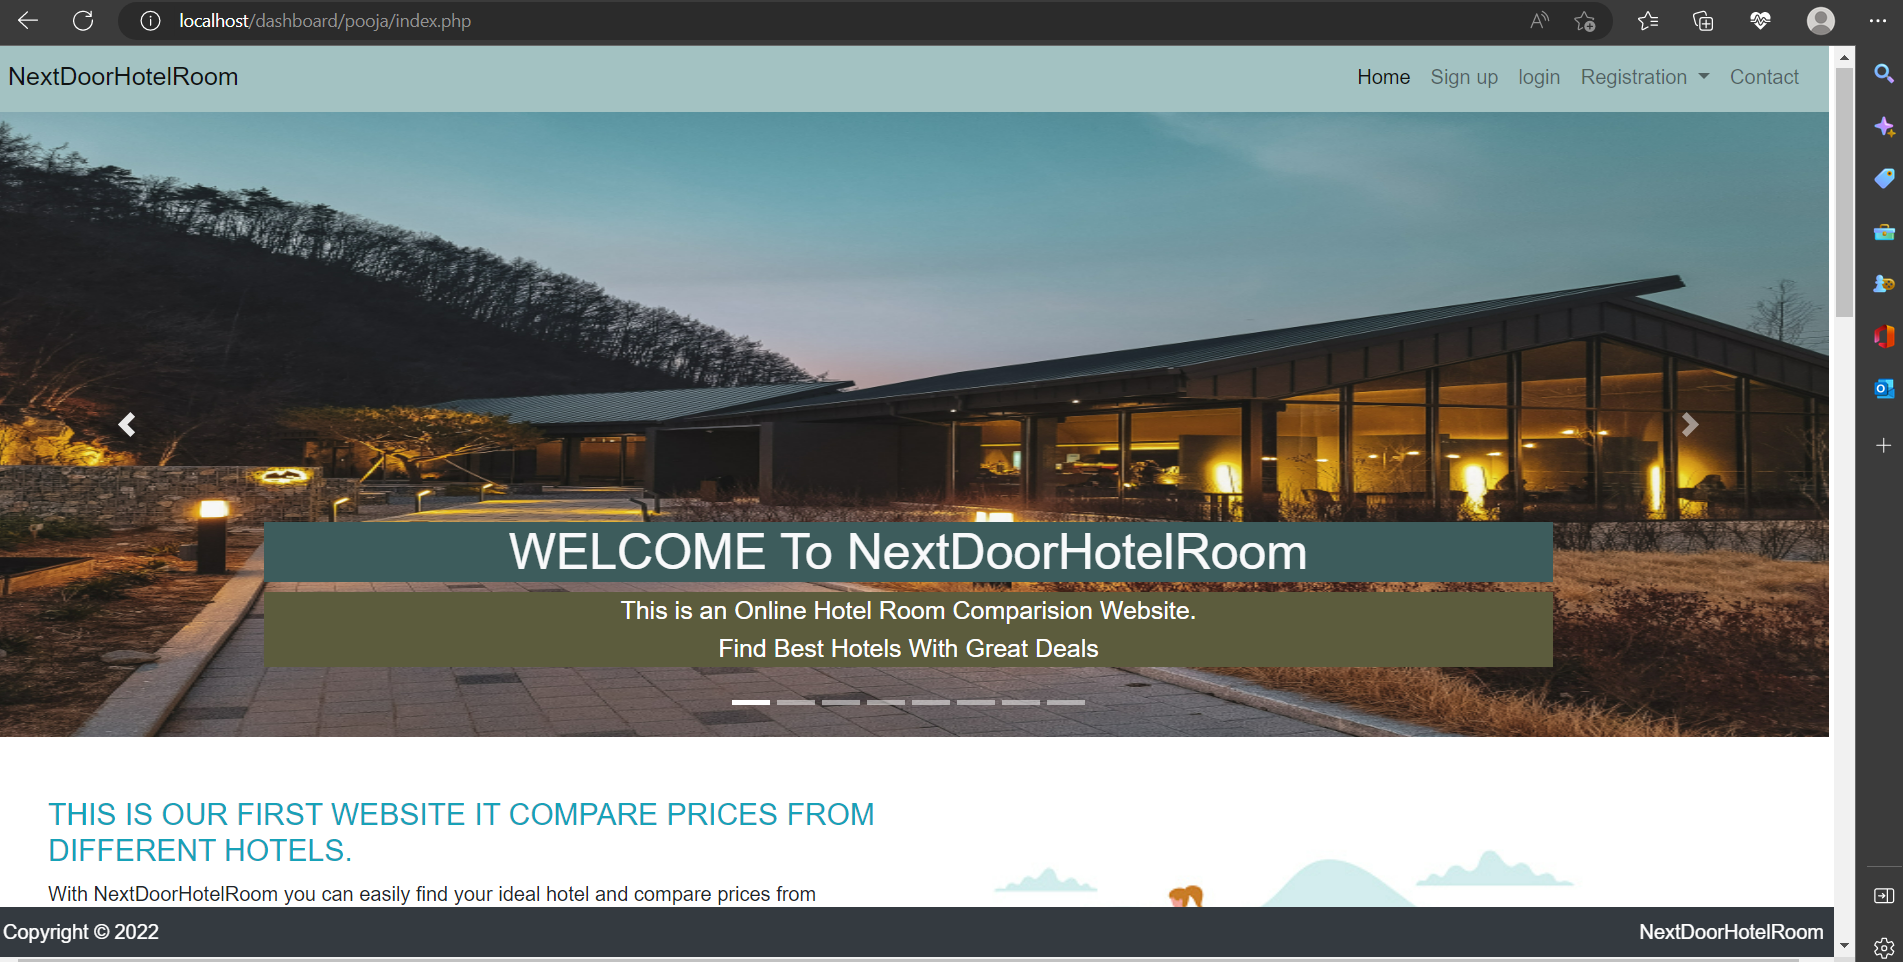 localhost/dashboard/pooja/index.php
NextDoorHotelRoom
Home Sign up login Registration Contact
WELCOME To NextDoorHotelRoom
This is an Online Hotel Room Comparision Website.
Find Best Hotels With Great Deals
THIS IS OUR FIRST WEBSITE IT COMPARE PRICES FROM
DIFFERENT HOTELS.
With NextDoorHotelRoom you can easily find your ideal hotel and compare prices from
Copyright © 2022 NextDoorHotelRoom